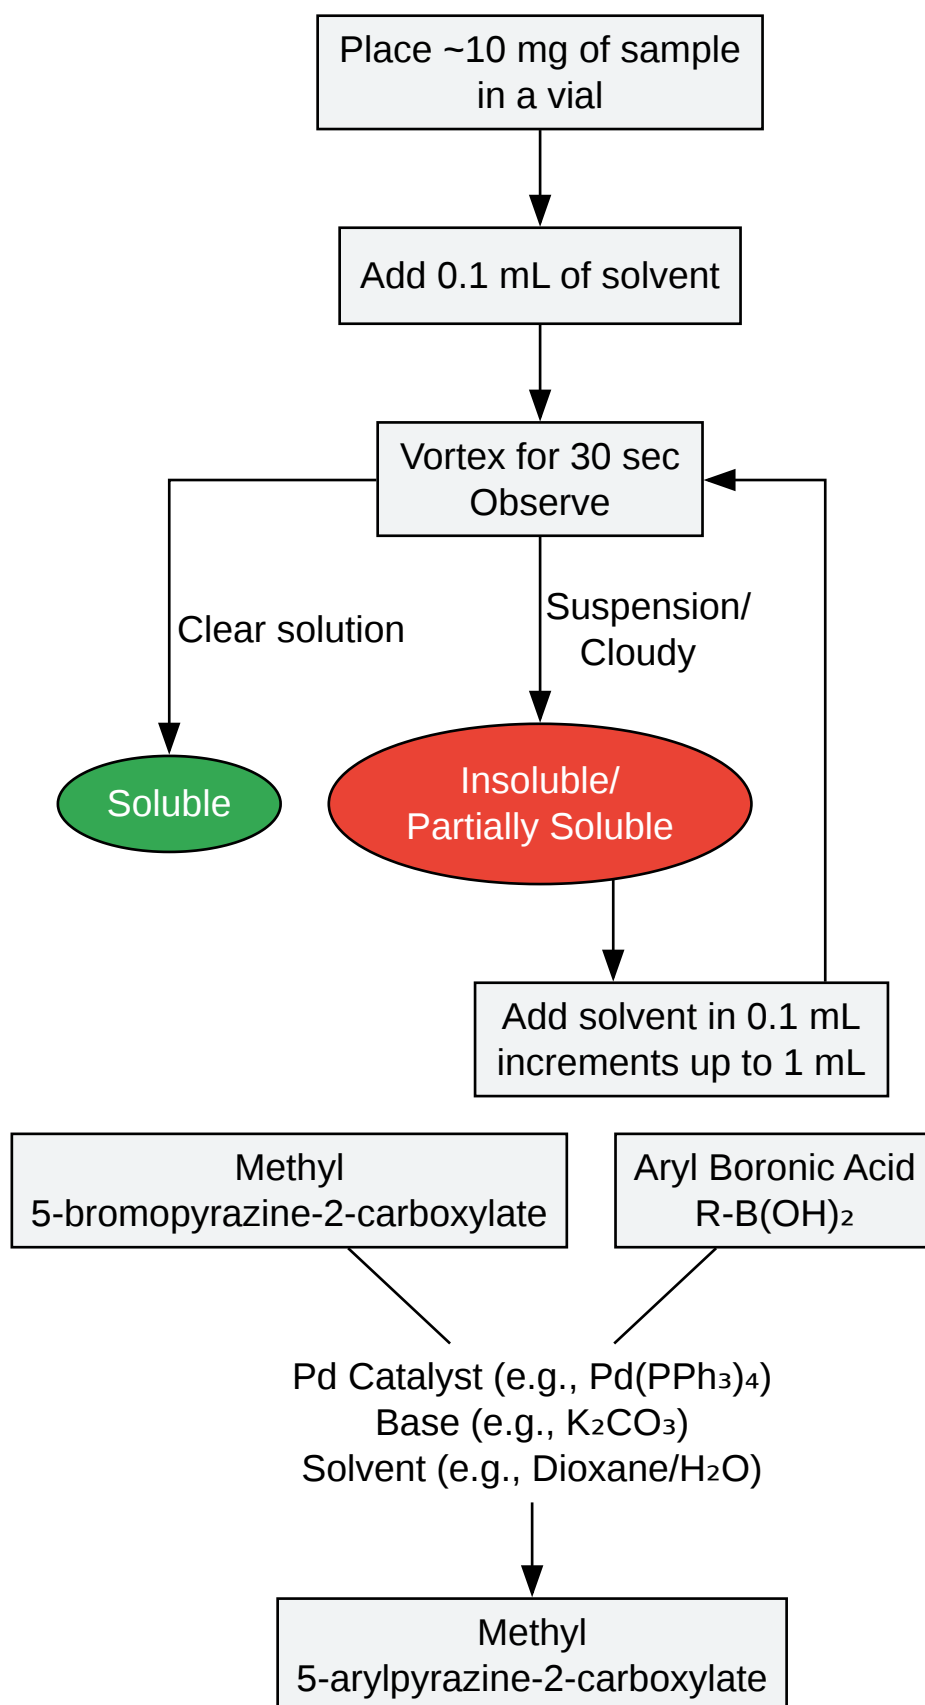 Place ~10 mg of sample
in a vial
Add 0.1 mL of solvent
Vortex for 30 sec
Observe
Clear solution
Suspension/
Cloudy
Soluble
Insoluble/
Partially Soluble
Add solvent in 0.1 mL
increments up to 1 mL
Methyl
5-bromopyrazine-2-carboxylate
Aryl Boronic Acid
R-B(OH)₂
Pd Catalyst (e.g., Pd(PPh₃)₄)
Base (e.g., K₂CO₃)
Solvent (e.g., Dioxane/H₂O)
Methyl
5-arylpyrazine-2-carboxylate